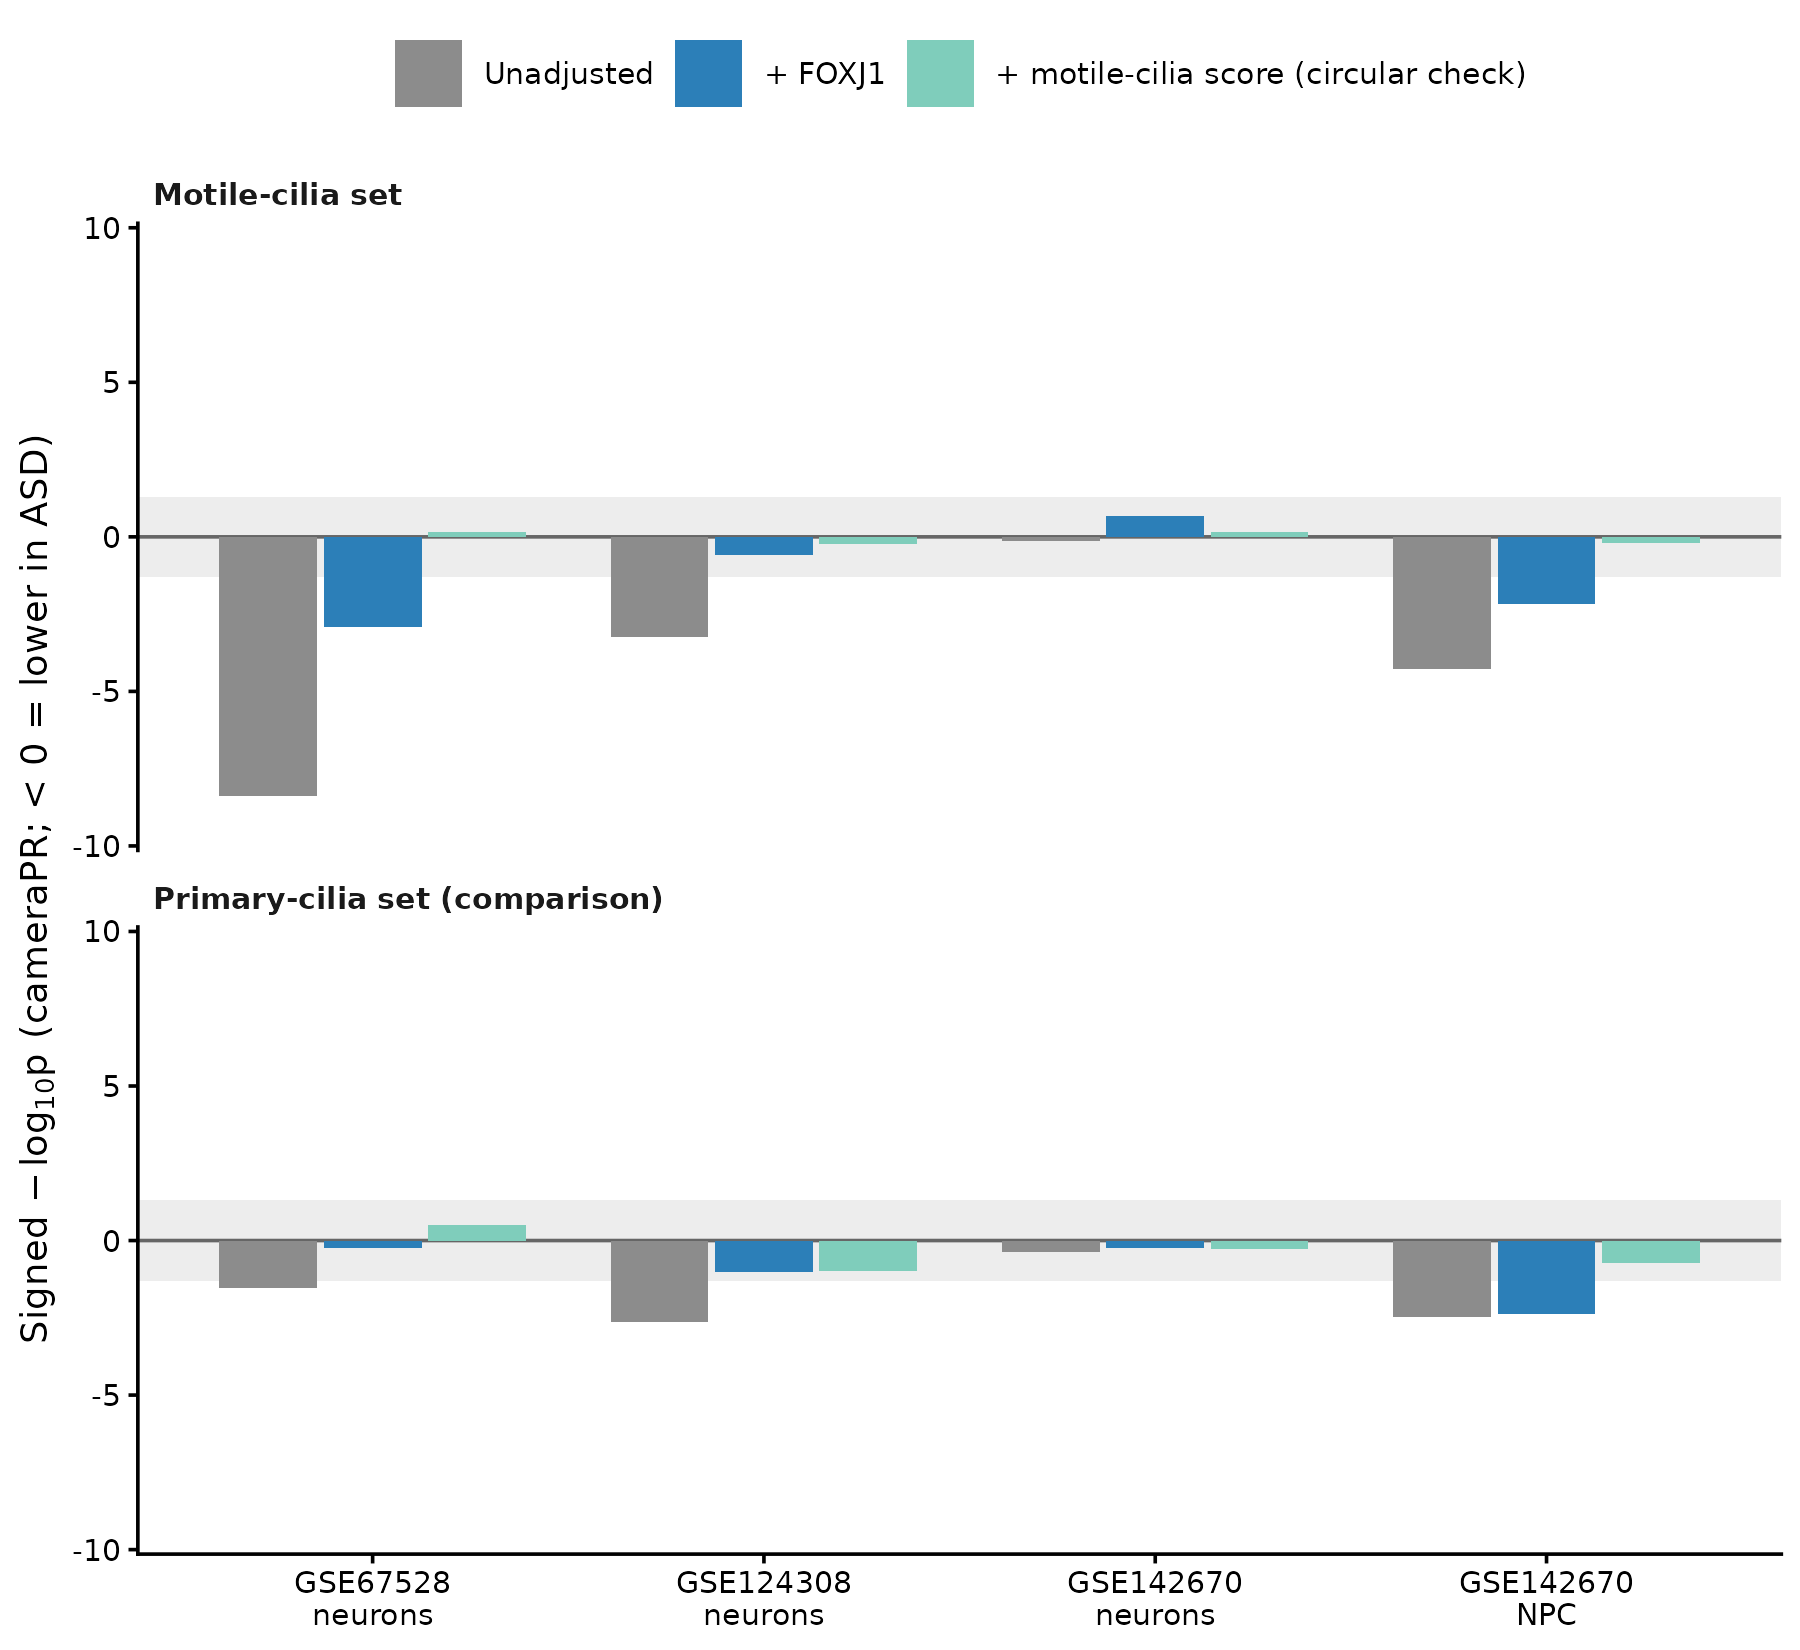 Unadjusted
+ FOXJ1
+ motile-cilia score (circular check)
Signed −log10p (cameraPR; < 0 = lower in ASD)
Motile-cilia set
10
5
0
-5
-10
Primary-cilia set (comparison)
10
5
0
-5
-10
GSE67528
neurons
GSE124308
neurons
GSE142670
neurons
GSE142670
NPC